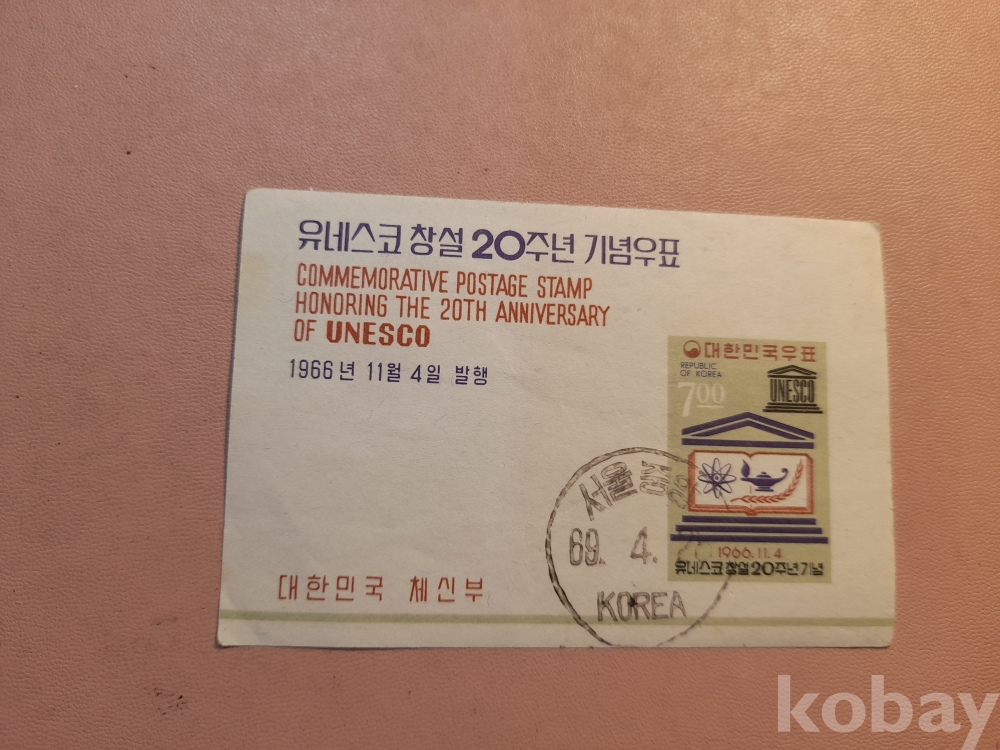 유네스코 창설 20주년 기념우표
COMMEMORATIVE POSTAGE STAMP
HONORING THE 20TH ANNIVERSARY
OF UNESCO
1966년 11월 4일 발행
대한민국우표
REPUBLIC
OF KOREA
7.00
UNESCO
서울
69. 4.
KOREA
1966.11.4
유네스코창설20주년기념
대한민국 체신부
kobay